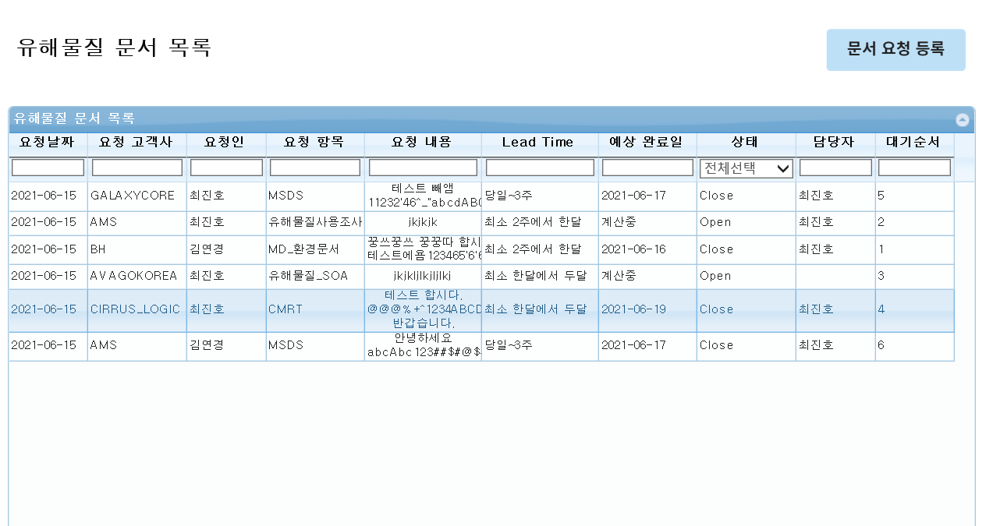 유해물질 문서 목록
문서 요청 등록
유해물질 문서 목록
요청날짜 요청 고객사 요청인 요청 항목 요청 내용 Lead Time 예상 완료일 상태 담당자 대기순서
전체선택
2021-06-15 GALAXYCORE 최진호 MSDS 테스트 빼앰 당일~3주 2021-06-17 Close 최진호 5
11232'46^_"abcdAB
2021-06-15 AMS 최진호 유해물질사용조사 jkjkjk 최소 2주에서 한달 계산중 Open 최진호 2
2021-06-15 BH 김연경 MD_환경문서 꿍쓰꿍쓰 꿍꿍따 합시 최소 2주에서 한달 2021-06-16 Close 최진호 1
테스트에욤123465'6'
2021-06-15 AVAGOKOREA 최진호 유해물질_SOA jkjkljlkjljlkj 최소 한달에서 두달 계산중 Open 3
2021-06-15 CIRRUS_LOGIC 최진호 CMRT 테스트 합시다. 최소 한달에서 두달 2021-06-19 Close 최진호 4
@@@%+^1234ABCD
반갑습니다.
2021-06-15 AMS 김연경 MSDS 안녕하세요 당일~3주 2021-06-17 Close 최진호 6
abcAbc123##$#@$